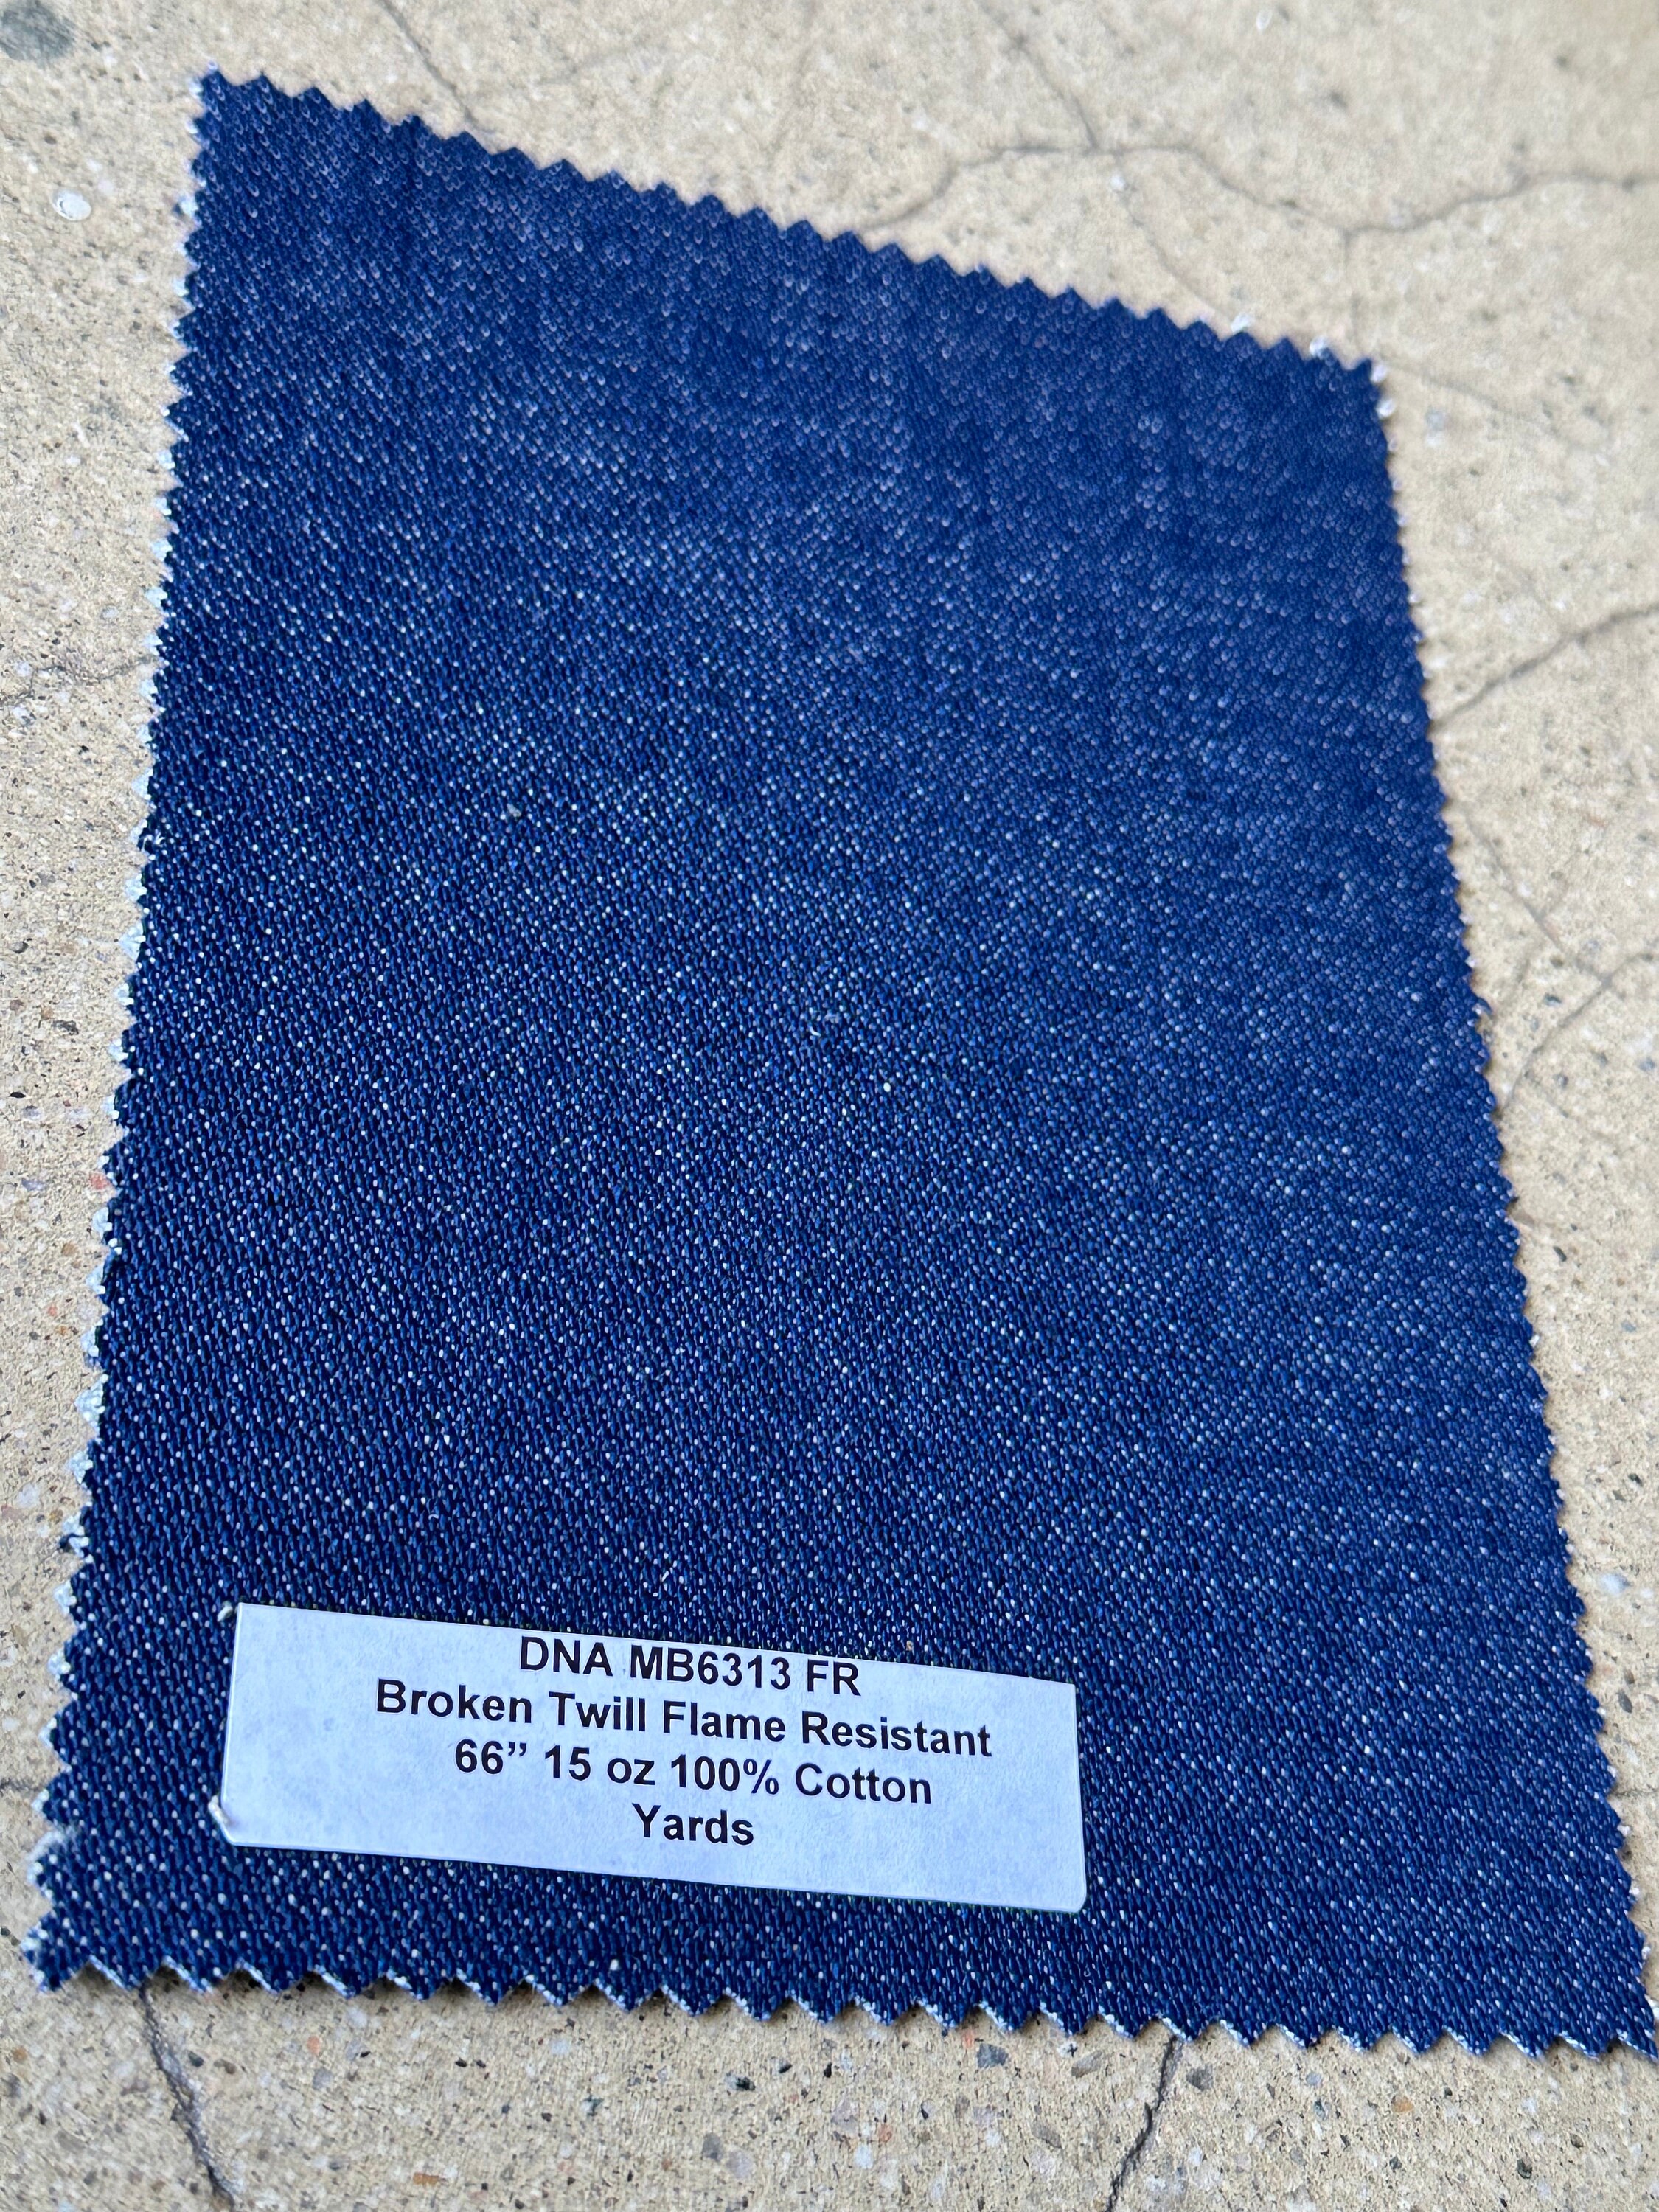 DNA MB6313 FR
Broken Twill Flame Resistant
66” 15 oz 100% Cotton
Yards